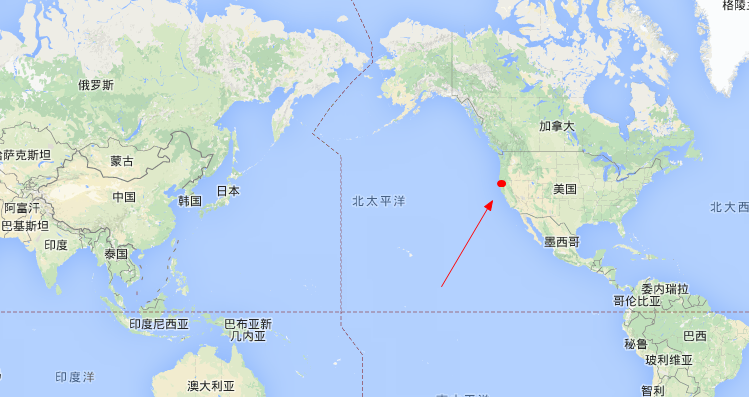 格陵兰
俄罗斯
加拿大
哈萨克斯坦
蒙古
日本
美国
中国
韩国
北太平洋
阿富汗
北大西
巴基斯坦
墨西哥
印度
泰国
委内瑞拉
哥伦比亚
印度尼西亚
巴布亚新
几内亚
巴西
秘鲁
玻利维亚
印度洋
澳大利亚
智利